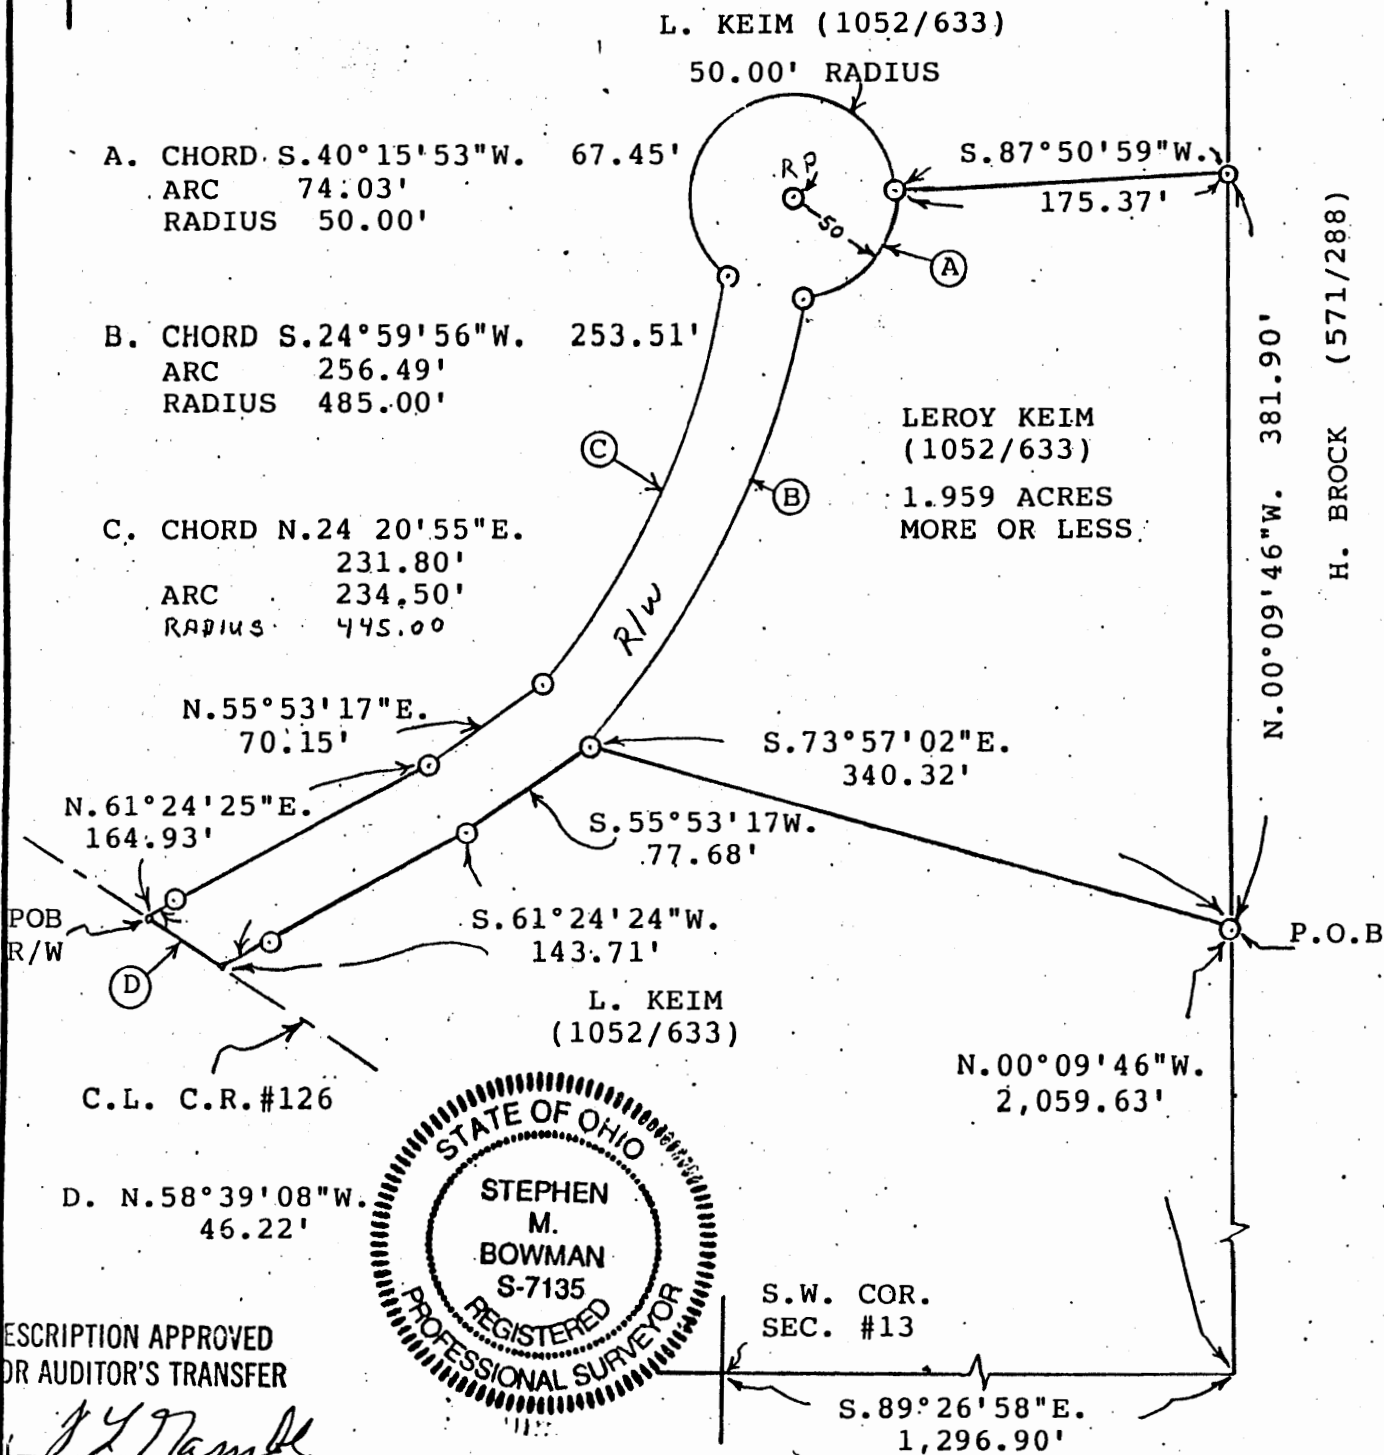 L. KEIM (1052/633)
50.00' RADIUS
A. CHORD S.40°15'53"W. 67.45'
ARC 74.03'
RADIUS 50.00'
RP
50
A
S.87°50'59"W.
175.37'
H. BROCK (571/288)
N.00°09'46"W. 381.90'
B. CHORD S.24°59'56"W. 253.51'
ARC 256.49'
RADIUS 485.00'
LEROY KEIM
(1052/633)
1.959 ACRES
MORE OR LESS
C
B
C. CHORD N.24 20'55"E.
231.80'
ARC 234.50'
RADIUS 445.00
R/W
N.55°53'17"E.
70.15'
S.73°57'02"E.
340.32'
N.61°24'25"E.
164.93'
S.55°53'17W.
77.68'
POB
R/W
D
S.61°24'24"W.
143.71'
P.O.B
L. KEIM
(1052/633)
C.L. C.R.#126
N.00°09'46"W.
2,059.63'
D. N.58°39'08"W.
46.22'
STATE OF OHIO
STEPHEN
M.
BOWMAN
S-7135
REGISTERED
PROFESSIONAL SURVEYOR
S.W. COR.
SEC. #13
ESCRIPTION APPROVED
OR AUDITOR'S TRANSFER
S.89°26'58"E.
1,296.90'